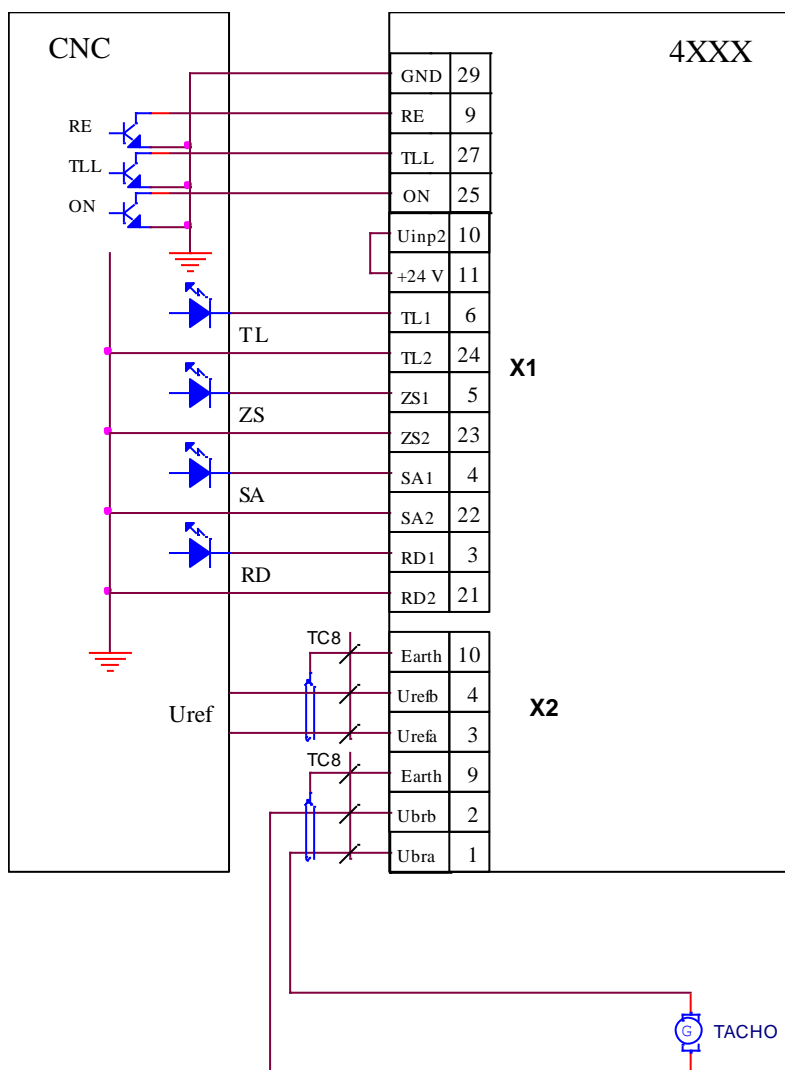 CNC
4XXX
GND 29
RE
RE 9
TLL
TLL 27
ON
ON 25
Uinp2 10
+24 V 11
TL1 6
TL
TL2 24
X1
ZS1 5
ZS
ZS2 23
SA1 4
SA
SA2 22
RD1 3
RD
RD2 21
TC8
Earth 10
Urefb 4
X2
Uref
Urefa 3
TC8
Earth 9
Ubrb 2
Ubra 1
G TACHO